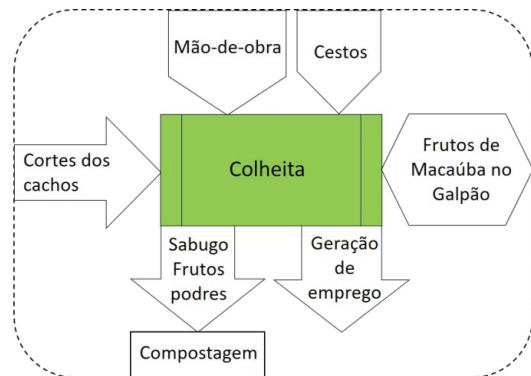 Mão-de-obra
Cestos
Cortes dos
cachos
Colheita
Frutos de
Macaúba no
Galpão
Sabugo
Frutos
podres
Geração
de
emprego
Compostagem